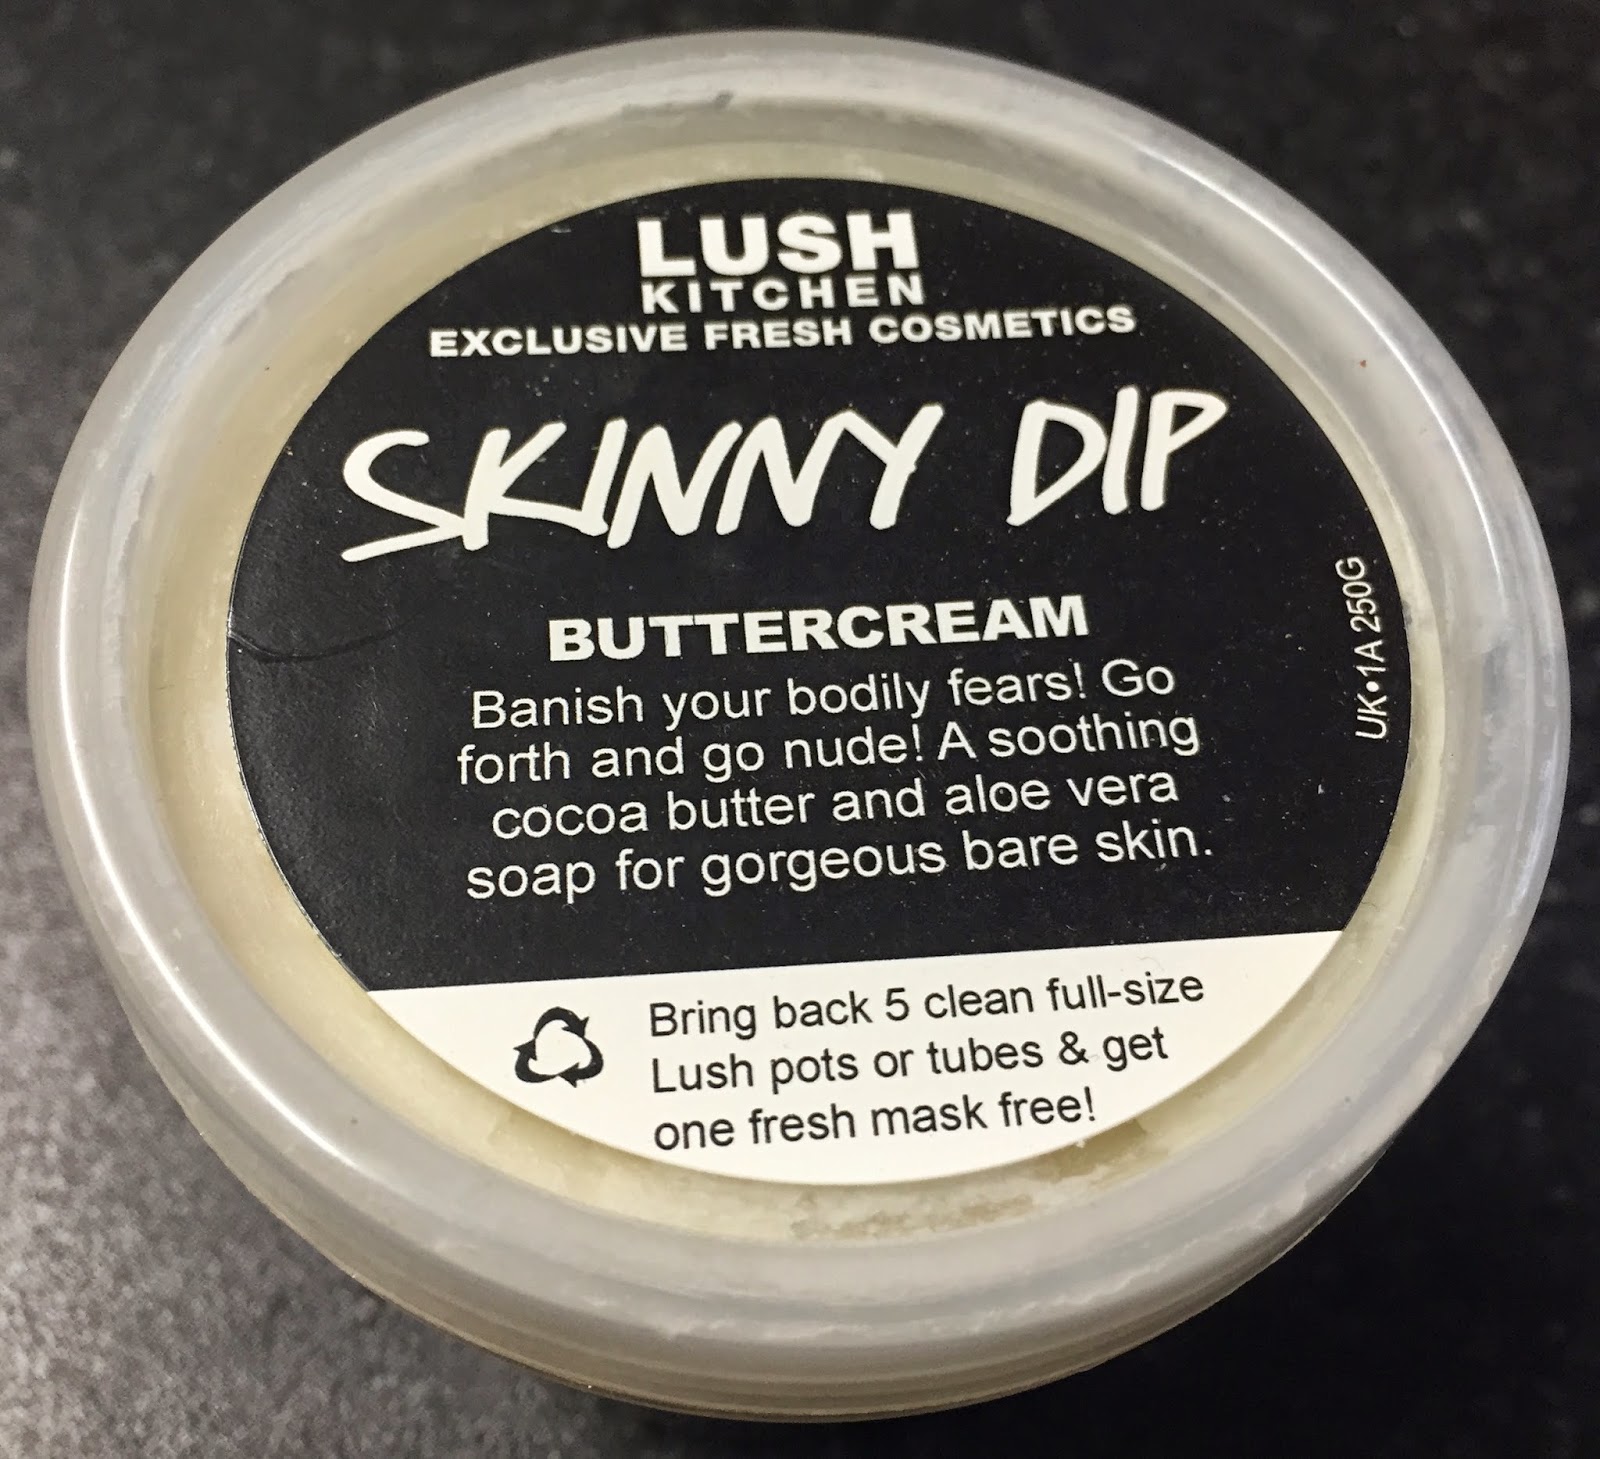 LUSH
KITCHEN
EXCLUSIVE FRESH COSMETICS
SKINNY DIP
BUTTERCREAM
Banish your bodily fears! Go
forth and go nude! A soothing
cocoa butter and aloe vera
soap for gorgeous bare skin.
UK•1A 250G
Bring back 5 clean full-size
Lush pots or tubes & get
one fresh mask free!